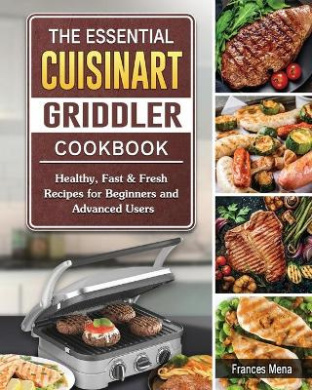 THE ESSENTIAL
CUISINART
GRIDDLER
COOKBOOK
Healthy, Fast & Fresh
Recipes for Beginners and
Advanced Users
Frances Mena